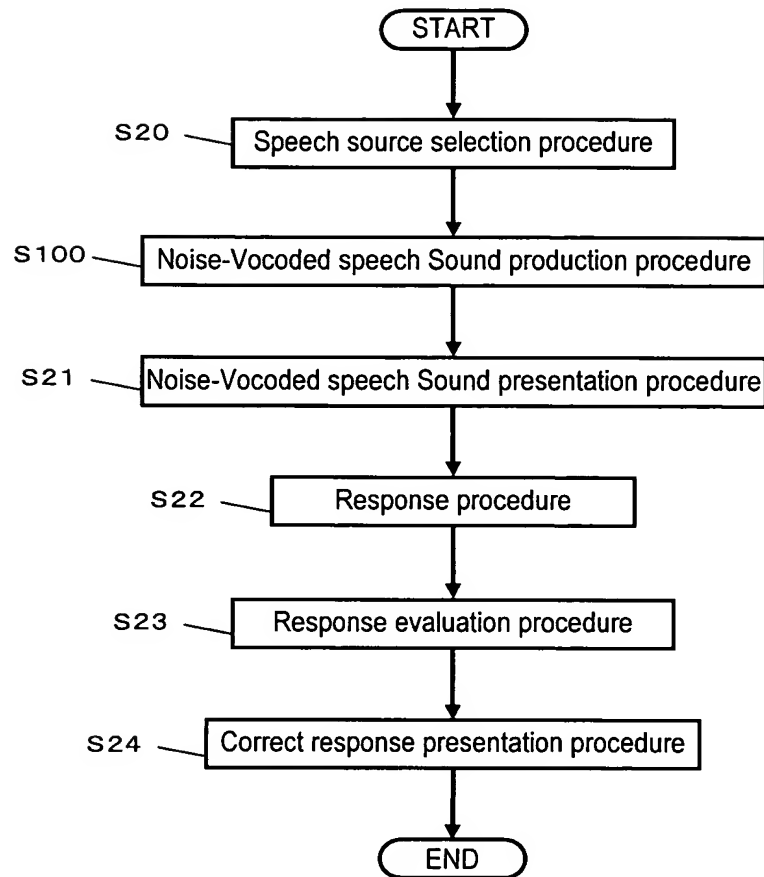 START
S20
Speech source selection procedure
S100
Noise-Vocoded speech Sound production procedure
S21
Noise-Vocoded speech Sound presentation procedure
S22
Response procedure
S23
Response evaluation procedure
S24
Correct response presentation procedure
END